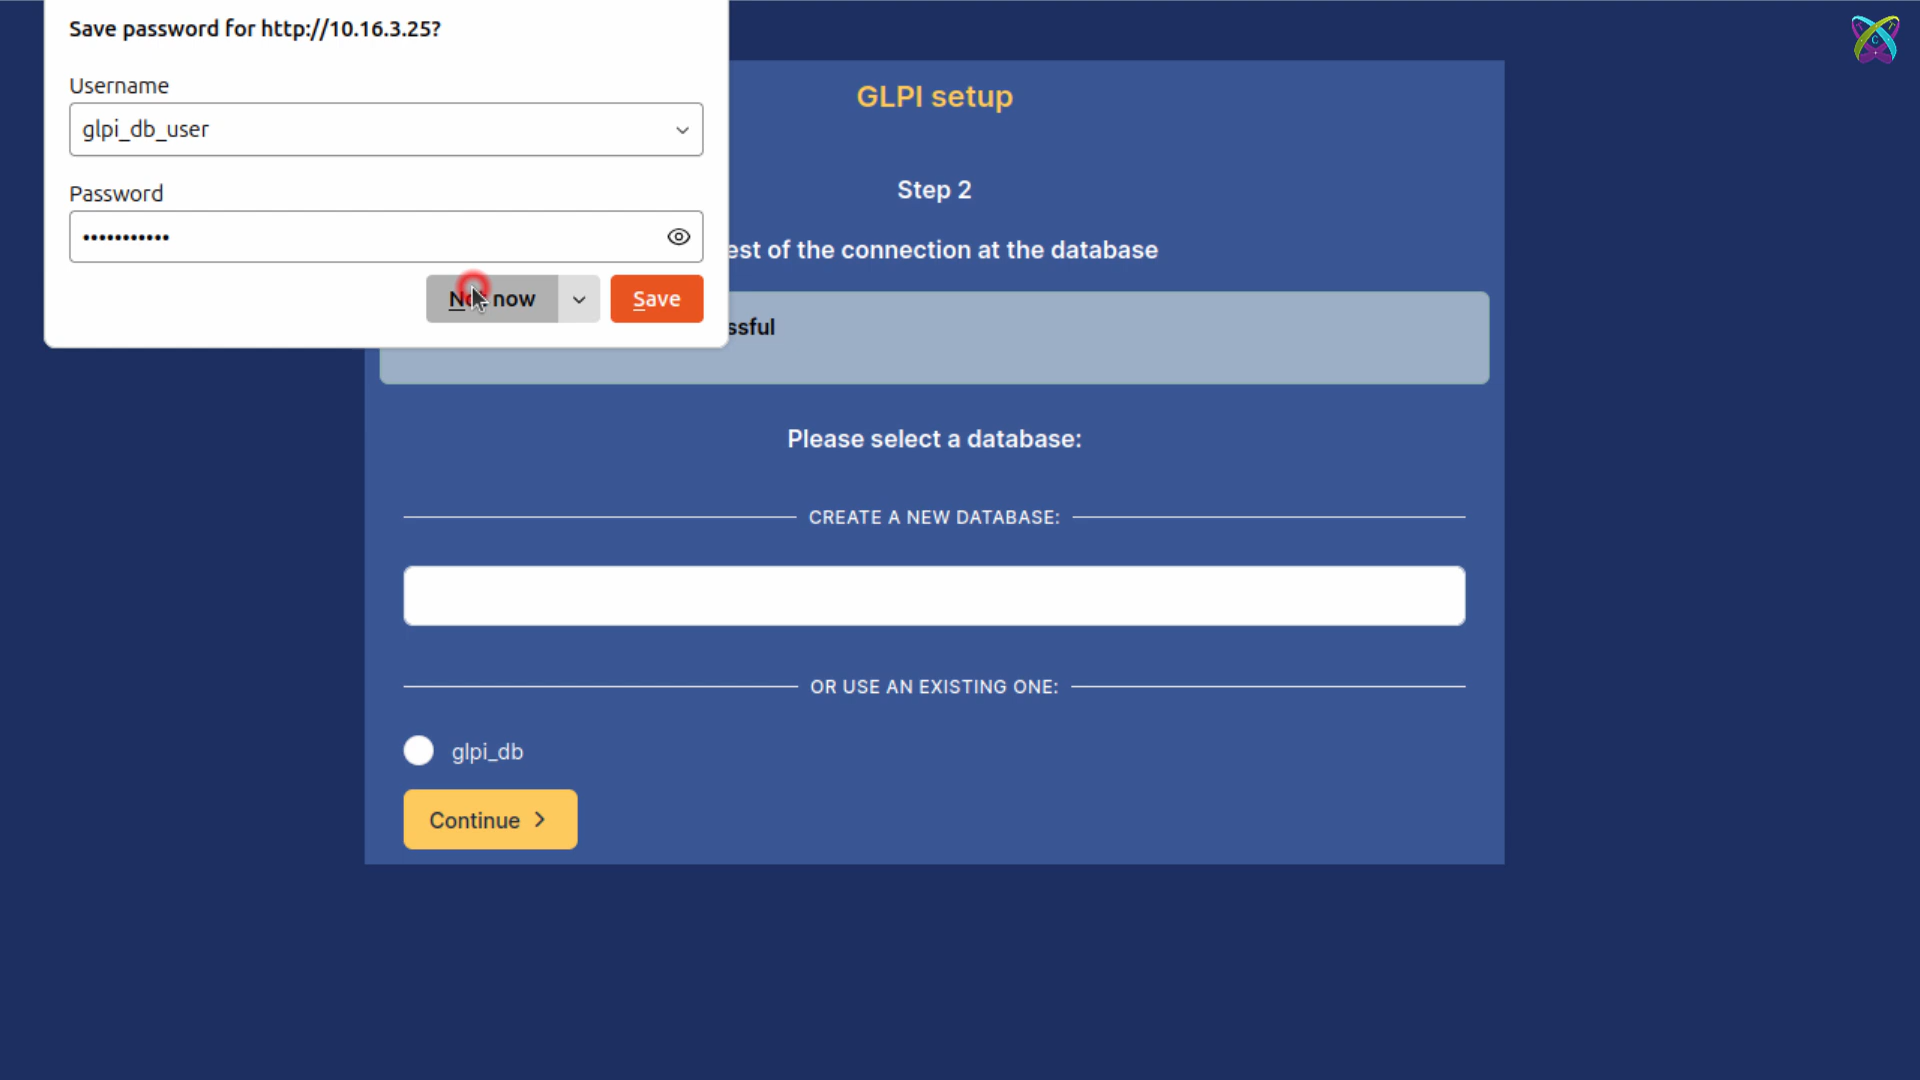 Save password for http://10.16.3.25?
Username
glpi_db_user
Password
•••••••••••
Not now
Save
GLPI setup
Step 2
est of the connection at the database
ssful
Please select a database:
CREATE A NEW DATABASE:
OR USE AN EXISTING ONE:
glpi_db
Continue